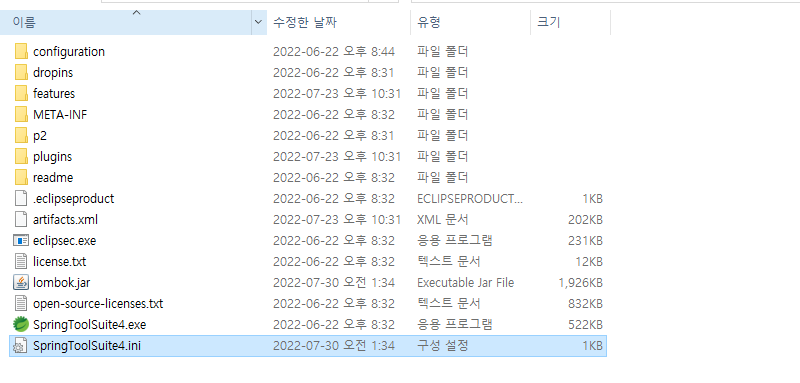 이름 수정한 날짜 유형 크기
configuration 2022-06-22 오후 8:44 파일 폴더
dropins 2022-06-22 오후 8:31 파일 폴더
features 2022-07-23 오후 10:31 파일 폴더
META-INF 2022-06-22 오후 8:32 파일 폴더
p2 2022-06-22 오후 8:31 파일 폴더
plugins 2022-07-23 오후 10:31 파일 폴더
readme 2022-06-22 오후 8:32 파일 폴더
.eclipseproduct 2022-06-22 오후 8:32 ECLIPSEPRODUCT... 1KB
artifacts.xml 2022-07-23 오후 10:31 XML 문서 202KB
eclipsec.exe 2022-06-22 오후 8:32 응용 프로그램 231KB
license.txt 2022-06-22 오후 8:32 텍스트 문서 12KB
lombok.jar 2022-07-30 오전 1:34 Executable Jar File 1,926KB
open-source-licenses.txt 2022-06-22 오후 8:32 텍스트 문서 832KB
SpringToolSuite4.exe 2022-06-22 오후 8:32 응용 프로그램 522KB
SpringToolSuite4.ini 2022-07-30 오전 1:34 구성 설정 1KB